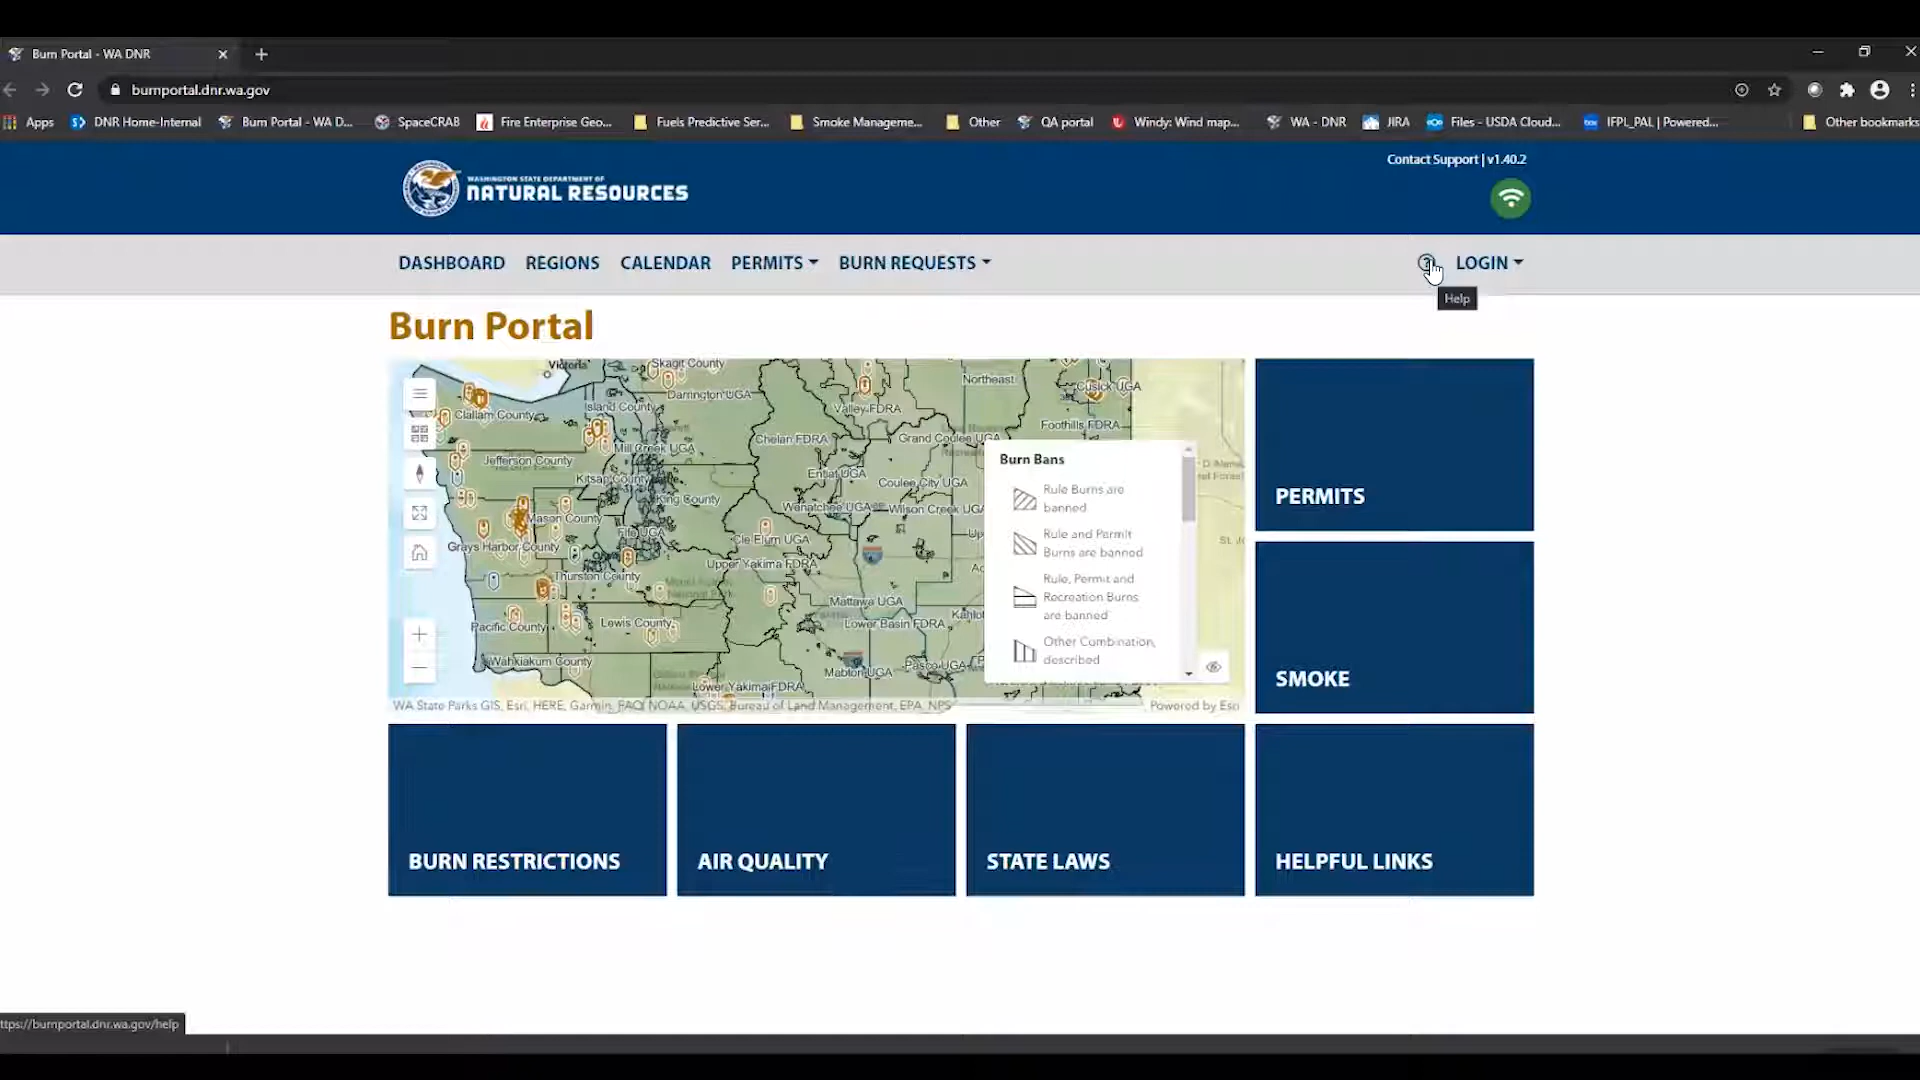 Burn Portal - WA DNR
burnportal.dnr.wa.gov
Apps DNR Home-Internal Burn Portal - WA D... SpaceCRAB Fire Enterprise Geo... Fuels Predictive Ser... Smoke Manageme... Other QA portal Windy: Wind map... WA - DNR JIRA Files - USDA Cloud... IFPL_PAL | Powered... Other bookmarks
Contact Support | v1.40.2
WASHINGTON STATE DEPARTMENT OF
NATURAL RESOURCES
DASHBOARD REGIONS CALENDAR PERMITS BURN REQUESTS LOGIN
Help
Burn Portal
Victoria
Skagit County
Darrington UGA
Northeast
Cusick UGA
Clallam County
Island County
Valley FDRA
Foothills FDRA
Chelan FDRA
Grand Coulee UGA
Mill Creek UGA
Jefferson County
Kitsap County
Entiat UGA
Coulee City UGA
King County
Wenatchee UGA
Wilson Creek UGA
Mason County
Fife UGA
Cle Elum UGA
Grays Harbor County
Upper Yakima FDRA
Thurston County
Mattawa UGA
Pacific County
Lewis County
Lower Basin FDRA
Wahkiakum County
Mabton UGA
Pasco UGA
Lower Yakima FDRA
Burn Bans
Rule Burns are
banned
Rule and Permit
Burns are banned
Rule, Permit and
Recreation Burns
are banned
Other Combination,
described
WA State Parks GIS, Esri, HERE, Garmin, FAO, NOAA, USGS, Bureau of Land Management, EPA, NPS
Powered by Esri
PERMITS
SMOKE
BURN RESTRICTIONS
AIR QUALITY
STATE LAWS
HELPFUL LINKS
ttps://burnportal.dnr.wa.gov/help